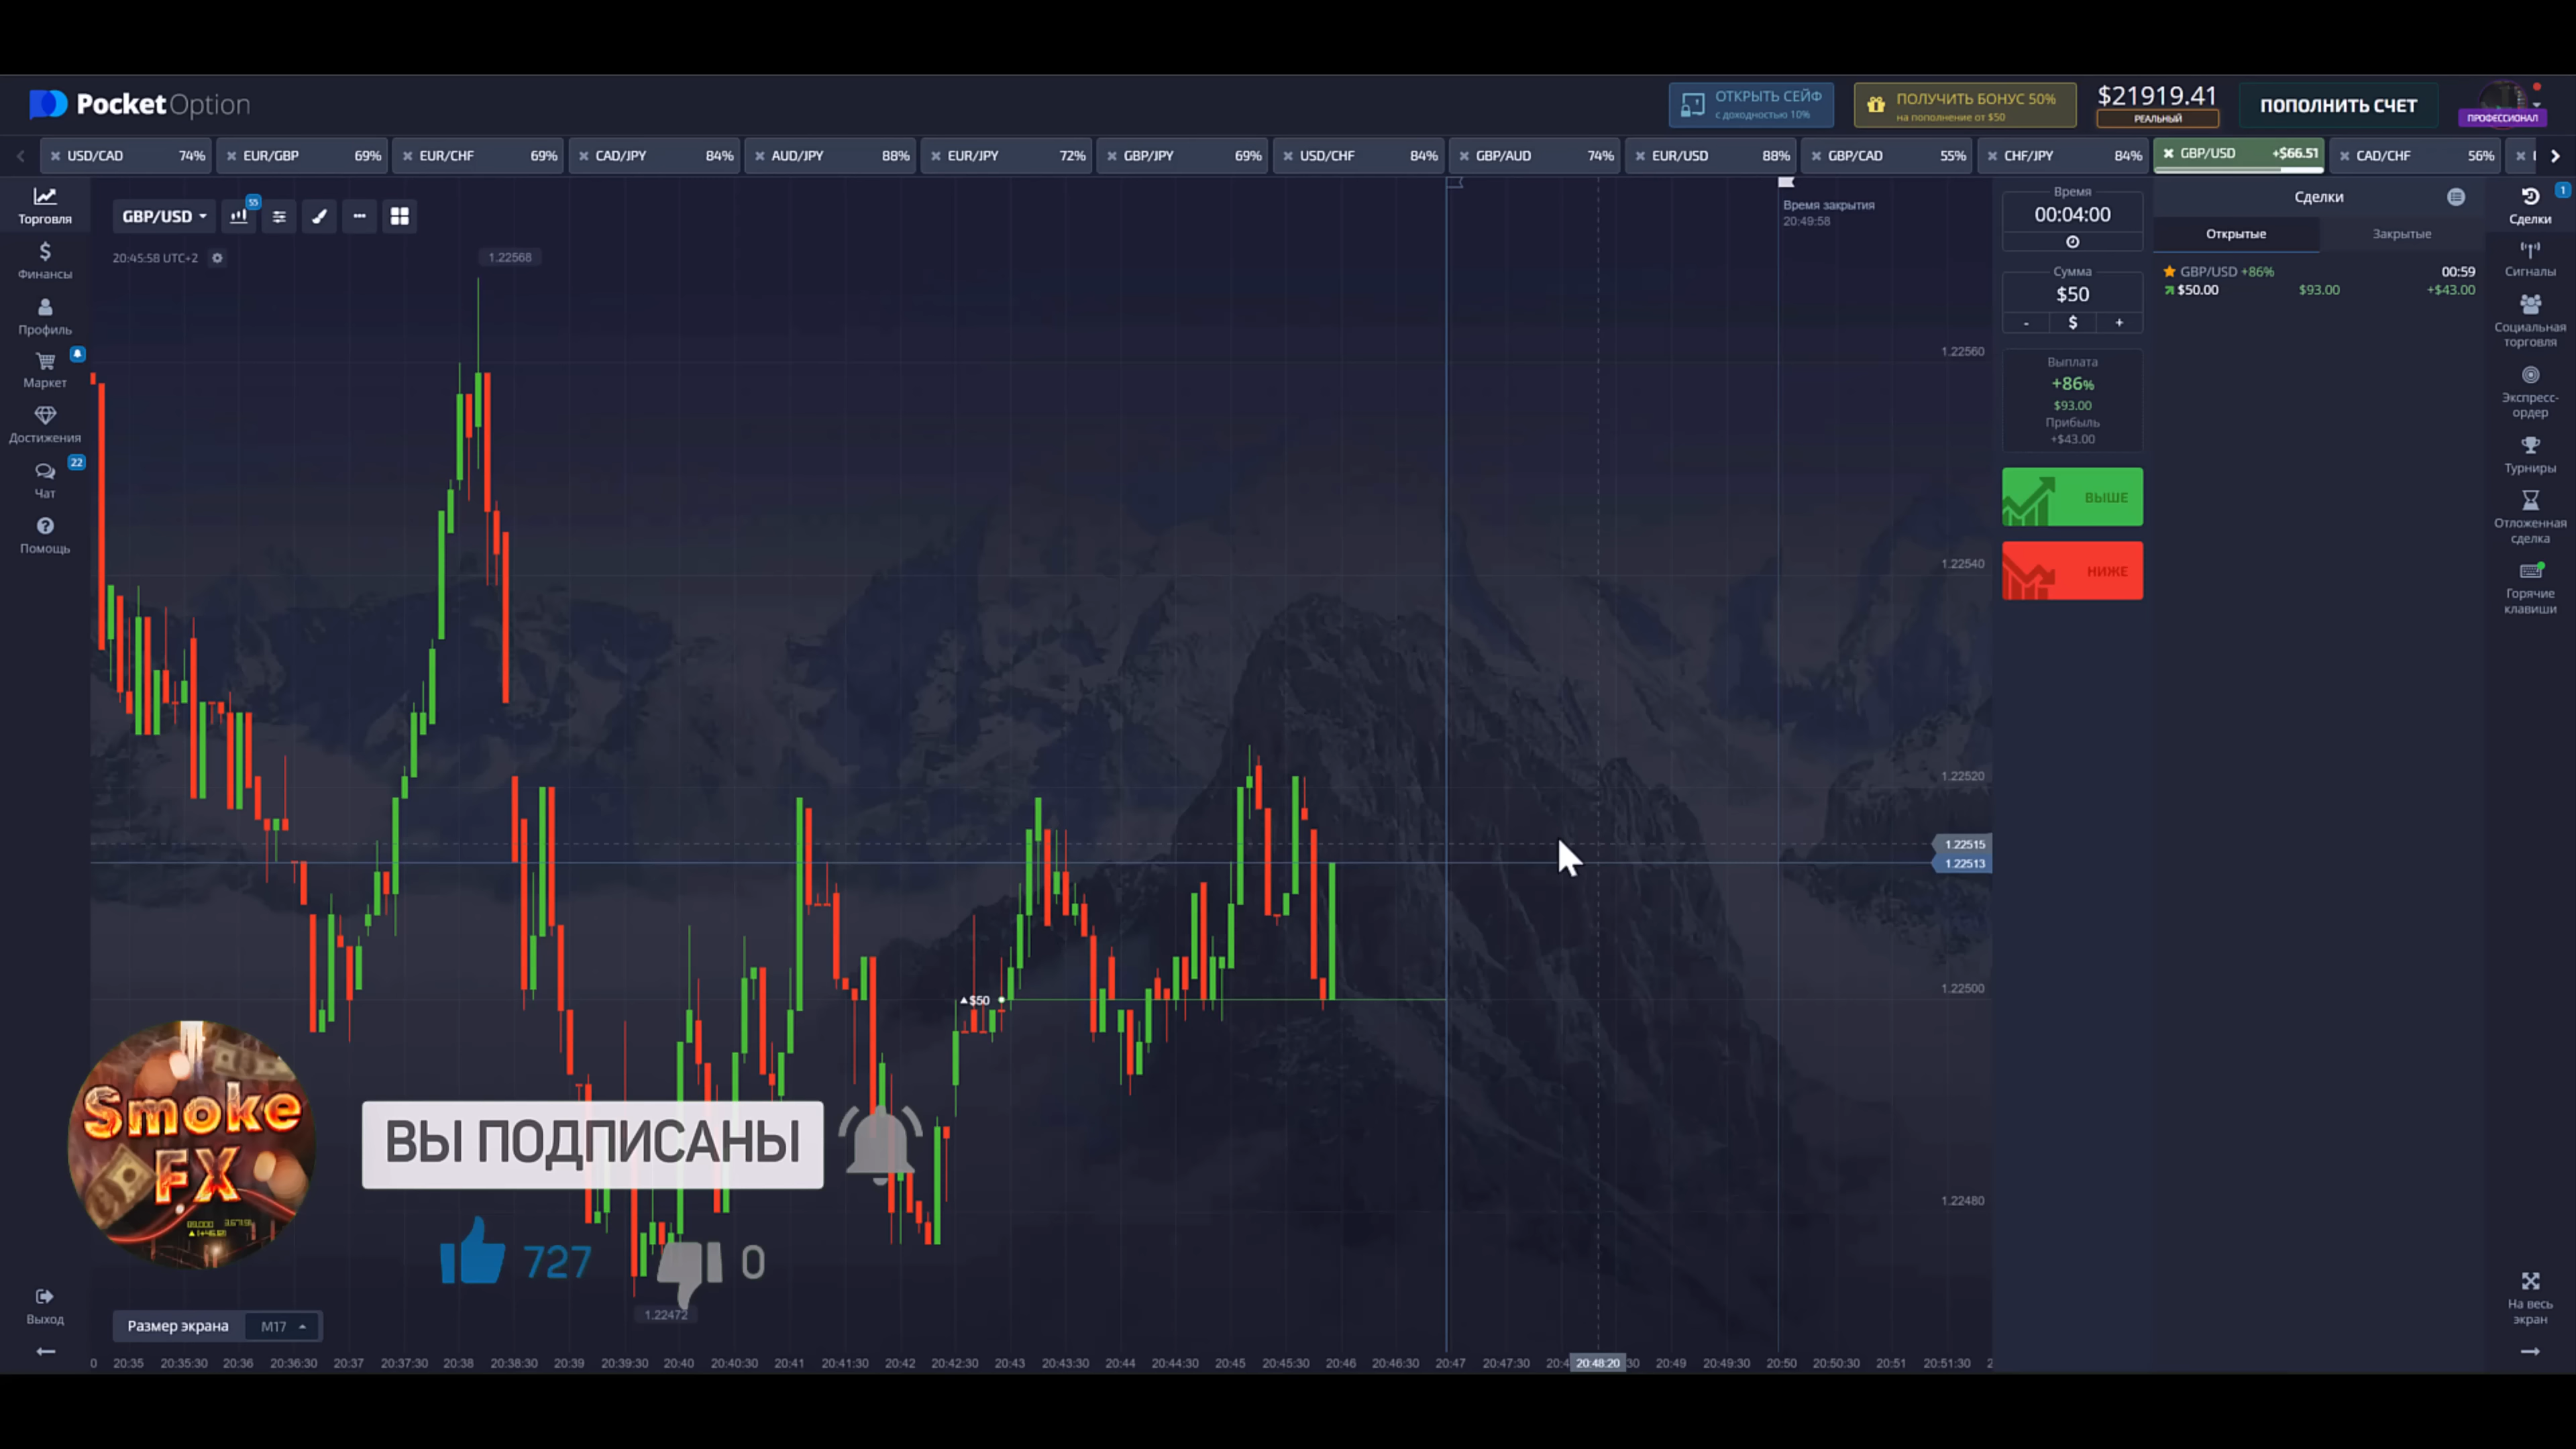 PocketOption
ОТКРЫТЬ СЕЙФ
с доходностью 10%
ПОЛУЧИТЬ БОНУС 50%
на пополнение от $50
$21919.41
РЕАЛЬНЫЙ
ПОПОЛНИТЬ СЧЕТ
ПРОФЕССИОНАЛ
USD/CAD 74%
EUR/GBP 69%
EUR/CHF 69%
CAD/JPY 84%
AUD/JPY 88%
EUR/JPY 72%
GBP/JPY 69%
USD/CHF 84%
GBP/AUD 74%
EUR/USD 88%
GBP/CAD 55%
CHF/JPY 84%
GBP/USD +$66.51
CAD/CHF 56%
Торговля
Финансы
Профиль
Маркет
Достижения
22
Чат
Помощь
Выход
GBP/USD
55
20:45:58 UTC+2
1.22568
Время закрытия
20:49:58
1.22560
1.22540
1.22520
1.22515
1.22513
1.22500
1.22480
$50
1.22472
Smoke
FX
ВЫ ПОДПИСАНЫ
727
0
Размер экрана M17
0 20:35 20:35:30 20:36 20:36:30 20:37 20:37:30 20:38 20:38:30 20:39 20:39:30 20:40 20:40:30 20:41 20:41:30 20:42 20:42:30 20:43 20:43:30 20:44 20:44:30 20:45 20:45:30 20:46 20:46:30 20:47 20:47:30 20:4 20:48:20 30 20:49 20:49:30 20:50 20:50:30 20:51 20:51:30 2
Время
00:04:00
Сумма
$50
- $ +
Выплата
+86%
$93.00
Прибыль
+$43.00
ВЫШЕ
НИЖЕ
Сделки
Открытые Закрытые
GBP/USD +86% 00:59
$50.00 $93.00 +$43.00
1
Сделки
Сигналы
Социальная
торговля
Экспресс-
ордер
Турниры
Отложенная
сделка
Горячие
клавиши
На весь
экран